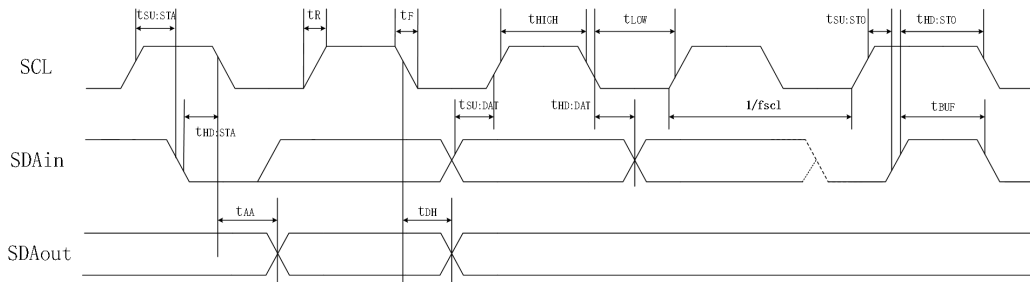 tSU:STA
tR
tF
tHIGH
tLOW
tSU:STO
tHD:STO
SCL
tSU:DAT
tHD:DAT
1/fscl
tBUF
tHD:STA
SDAin
tAA
tDH
SDAout